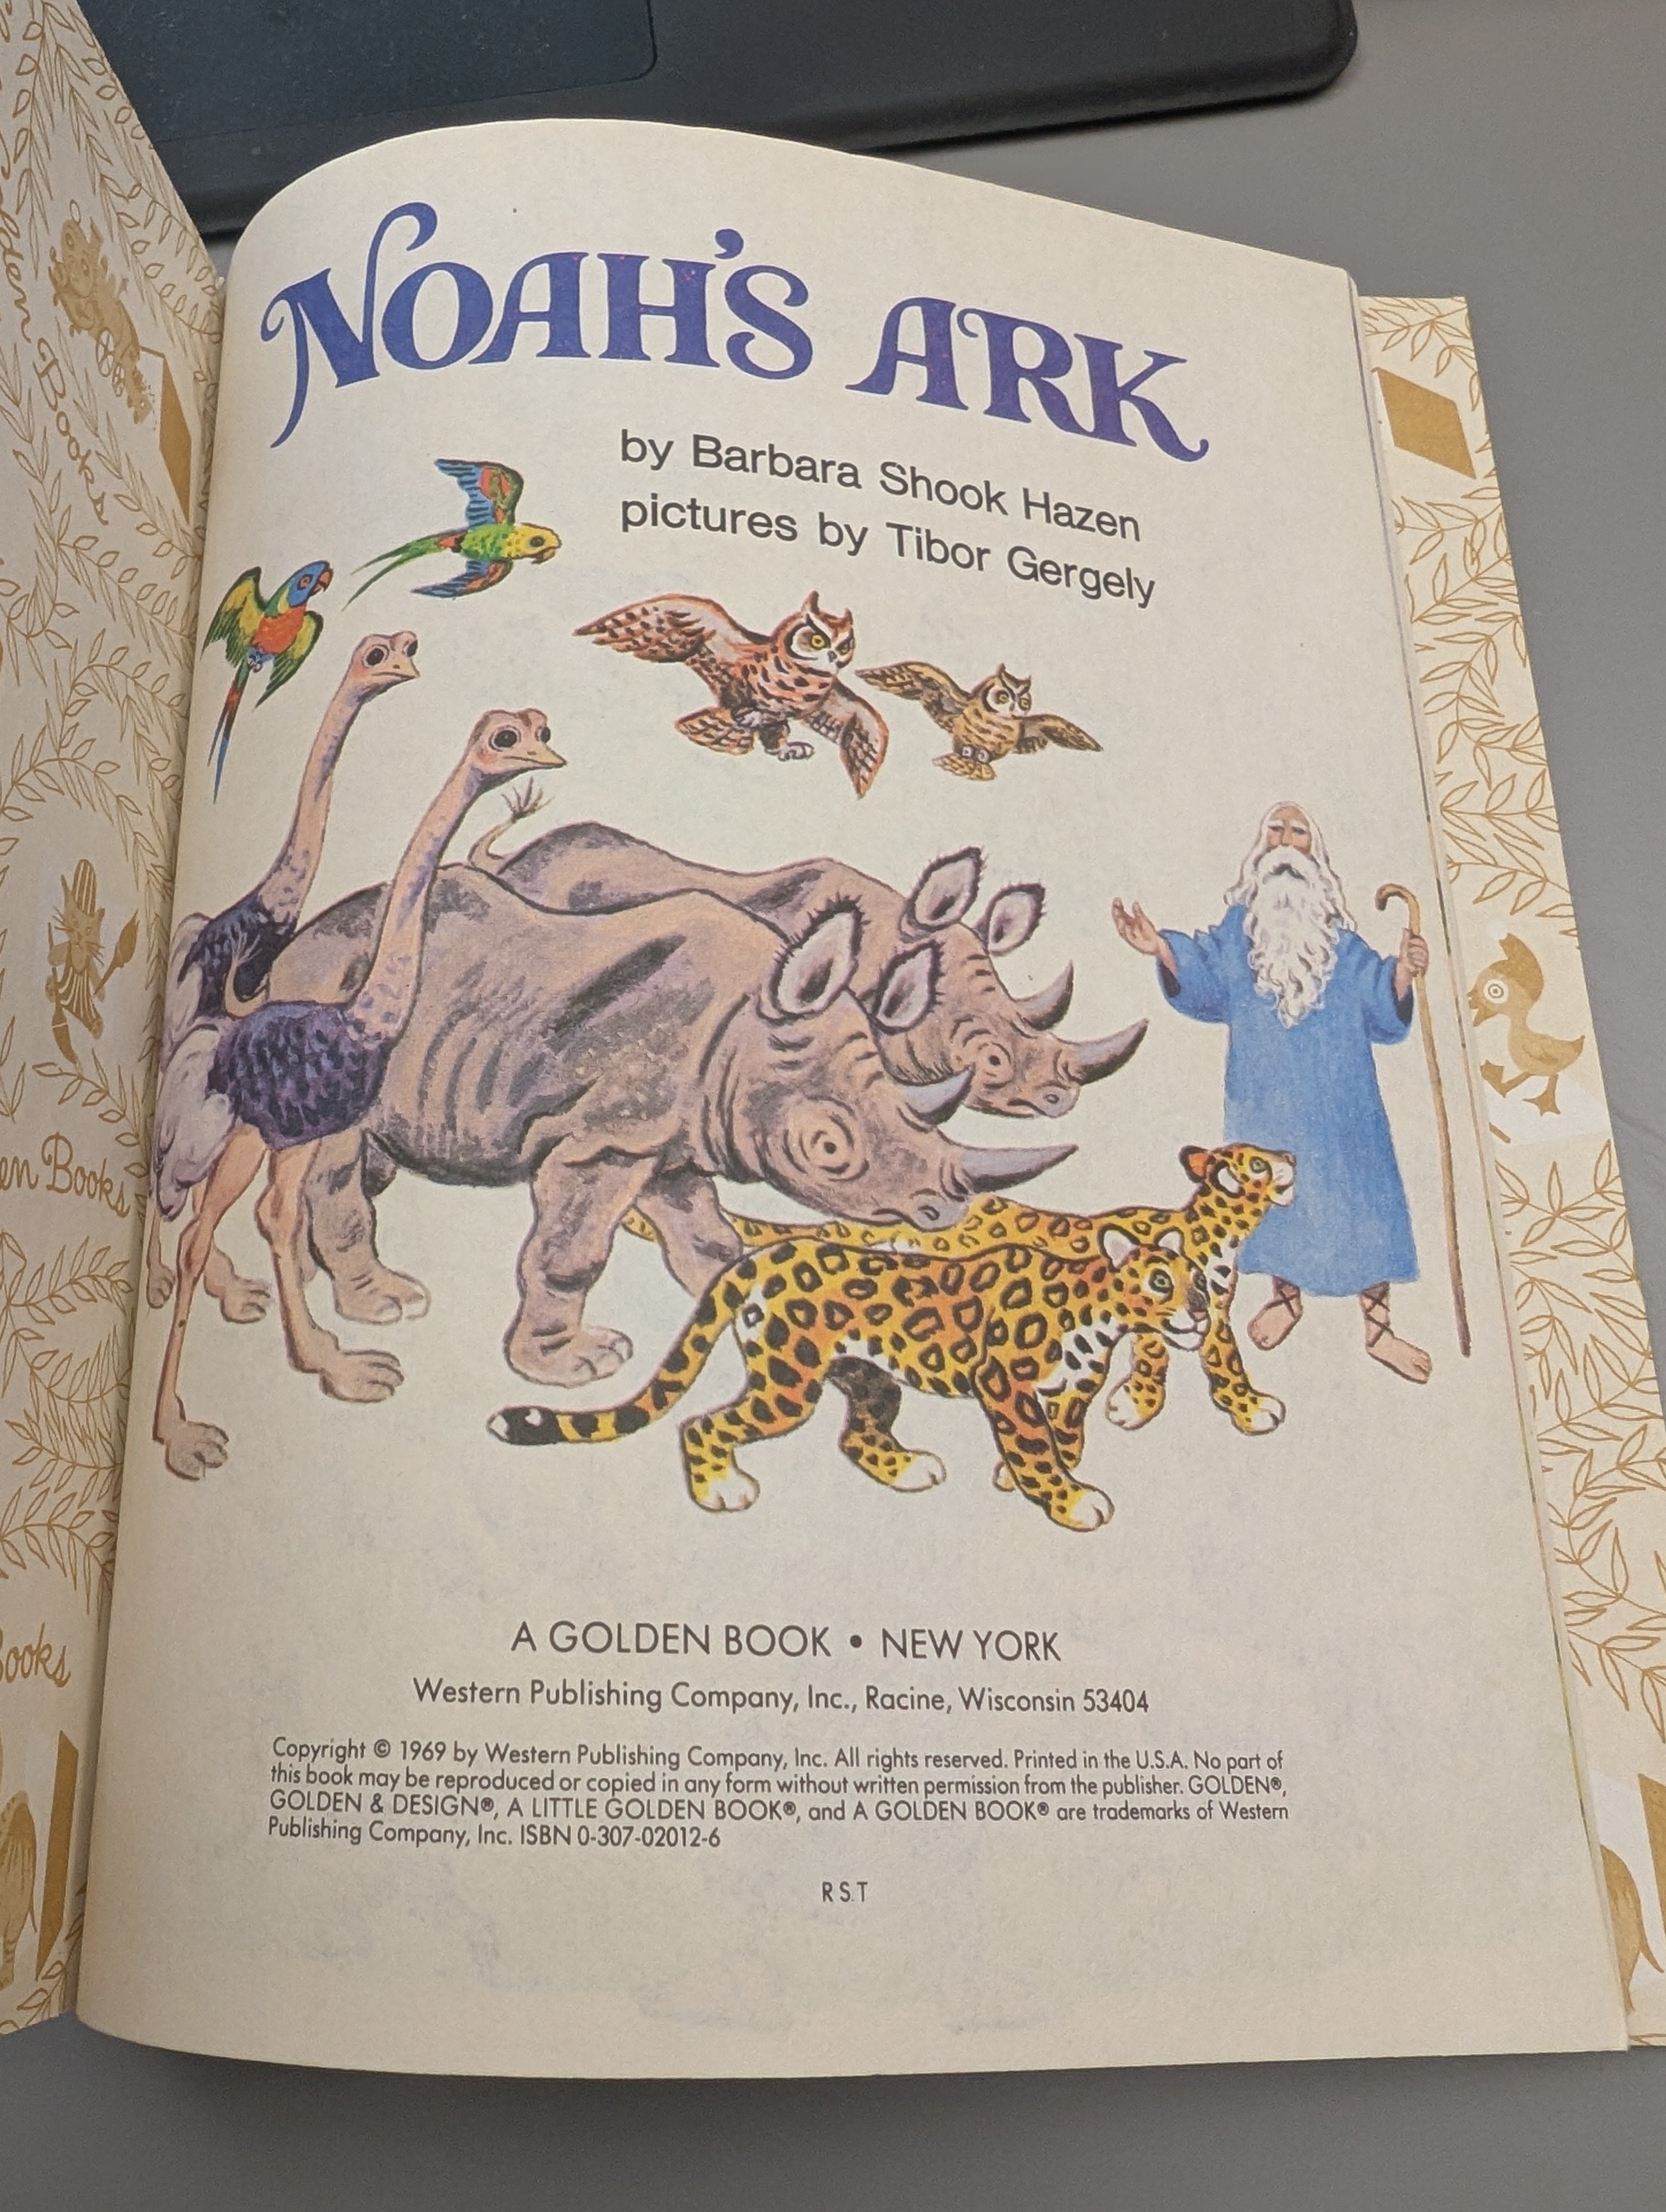 NOAH'S ARK
by Barbara Shook Hazen
pictures by Tibor Gergely
A GOLDEN BOOK • NEW YORK
Western Publishing Company, Inc., Racine, Wisconsin 53404
Copyright © 1969 by Western Publishing Company, Inc. All rights reserved. Printed in the U.S.A. No part of
this book may be reproduced or copied in any form without written permission from the publisher. GOLDEN®,
GOLDEN & DESIGN®, A LITTLE GOLDEN BOOK®, and A GOLDEN BOOK® are trademarks of Western
Publishing Company, Inc. ISBN 0-307-02012-6
R S.T
Books
Books
Books